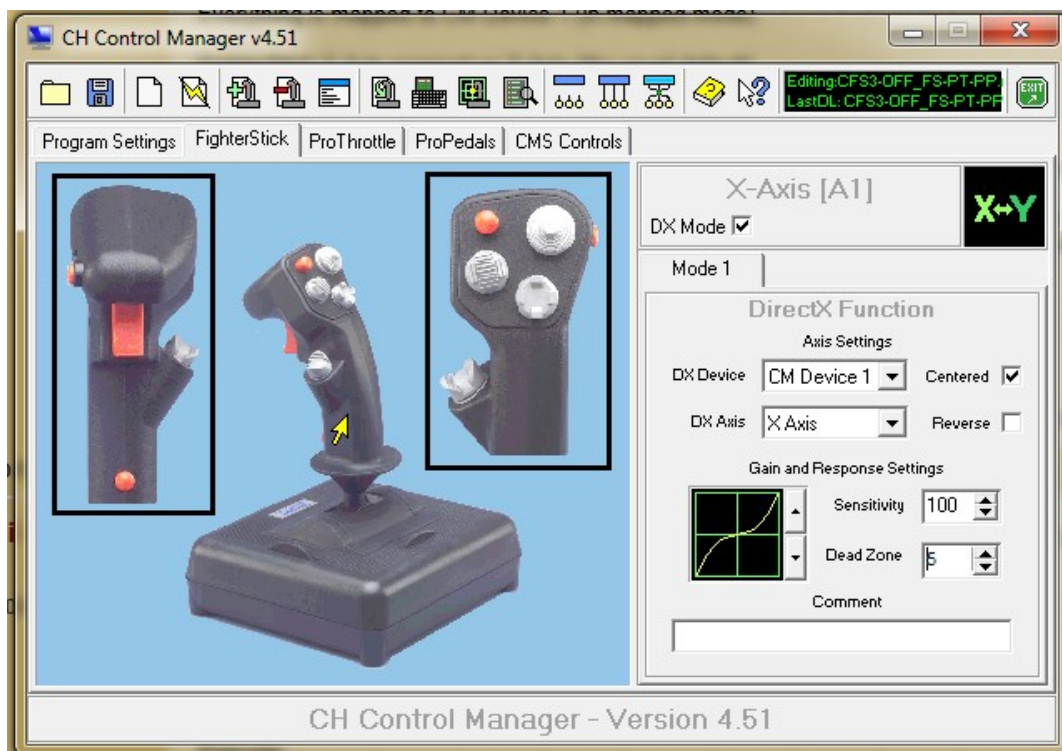 CH Control Manager v4.51
Editing:CFS3-OFF_FS-PT-PP.
LastDL: CFS3-OFF_FS-PT-PF
EXIT
Program Settings FighterStick ProThrottle ProPedals CMS Controls
X-Axis [A1]
X↔Y
DX Mode
Mode 1
DirectX Function
Axis Settings
DX Device CM Device 1 Centered
DX Axis X Axis Reverse
Gain and Response Settings
Sensitivity 100
Dead Zone 5
Comment
CH Control Manager - Version 4.51